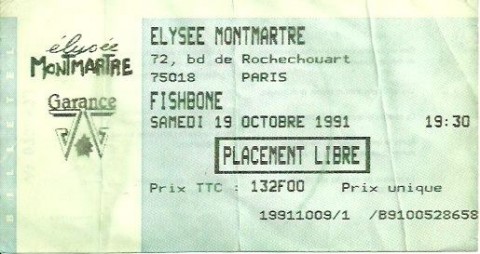 élysée
MONTMARTRE
Garance
BILLETEL
ELYSEE MONTMARTRE
72, bd de Rochechouart
75018 PARIS
FISHBONE
SAMEDI 19 OCTOBRE 1991 19:30
PLACEMENT LIBRE
Prix TTC : 132F00 Prix unique
19911009/1 /B9100528658